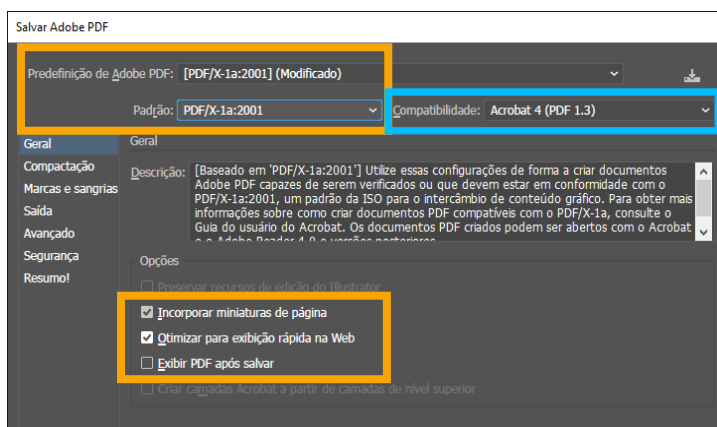 Salvar Adobe PDF
Predefinição de Adobe PDF: [PDF/X-1a:2001] (Modificado)
Padrão: PDF/X-1a:2001 Compatibilidade: Acrobat 4 (PDF 1.3)
Geral
Compactação
Marcas e sangrias
Saída
Avançado
Segurança
Resumo!
Geral
Descrição: [Baseado em 'PDF/X-1a:2001'] Utilize essas configurações de forma a criar documentos
Adobe PDF capazes de serem verificados ou que devem estar em conformidade com o
PDF/X-1a:2001, um padrão da ISO para o intercâmbio de conteúdo gráfico. Para obter mais
informações sobre como criar documentos PDF compatíveis com o PDF/X-1a, consulte o
Guia do usuário do Acrobat. Os documentos PDF criados podem ser abertos com o Acrobat
e o Adobe Reader 4.0 e versões posteriores.
Opções
Preservar recursos de edição do Illustrator
Incorporar miniaturas de página
Otimizar para exibição rápida na Web
Exibir PDF após salvar
Criar camadas Acrobat a partir de camadas de nível superior